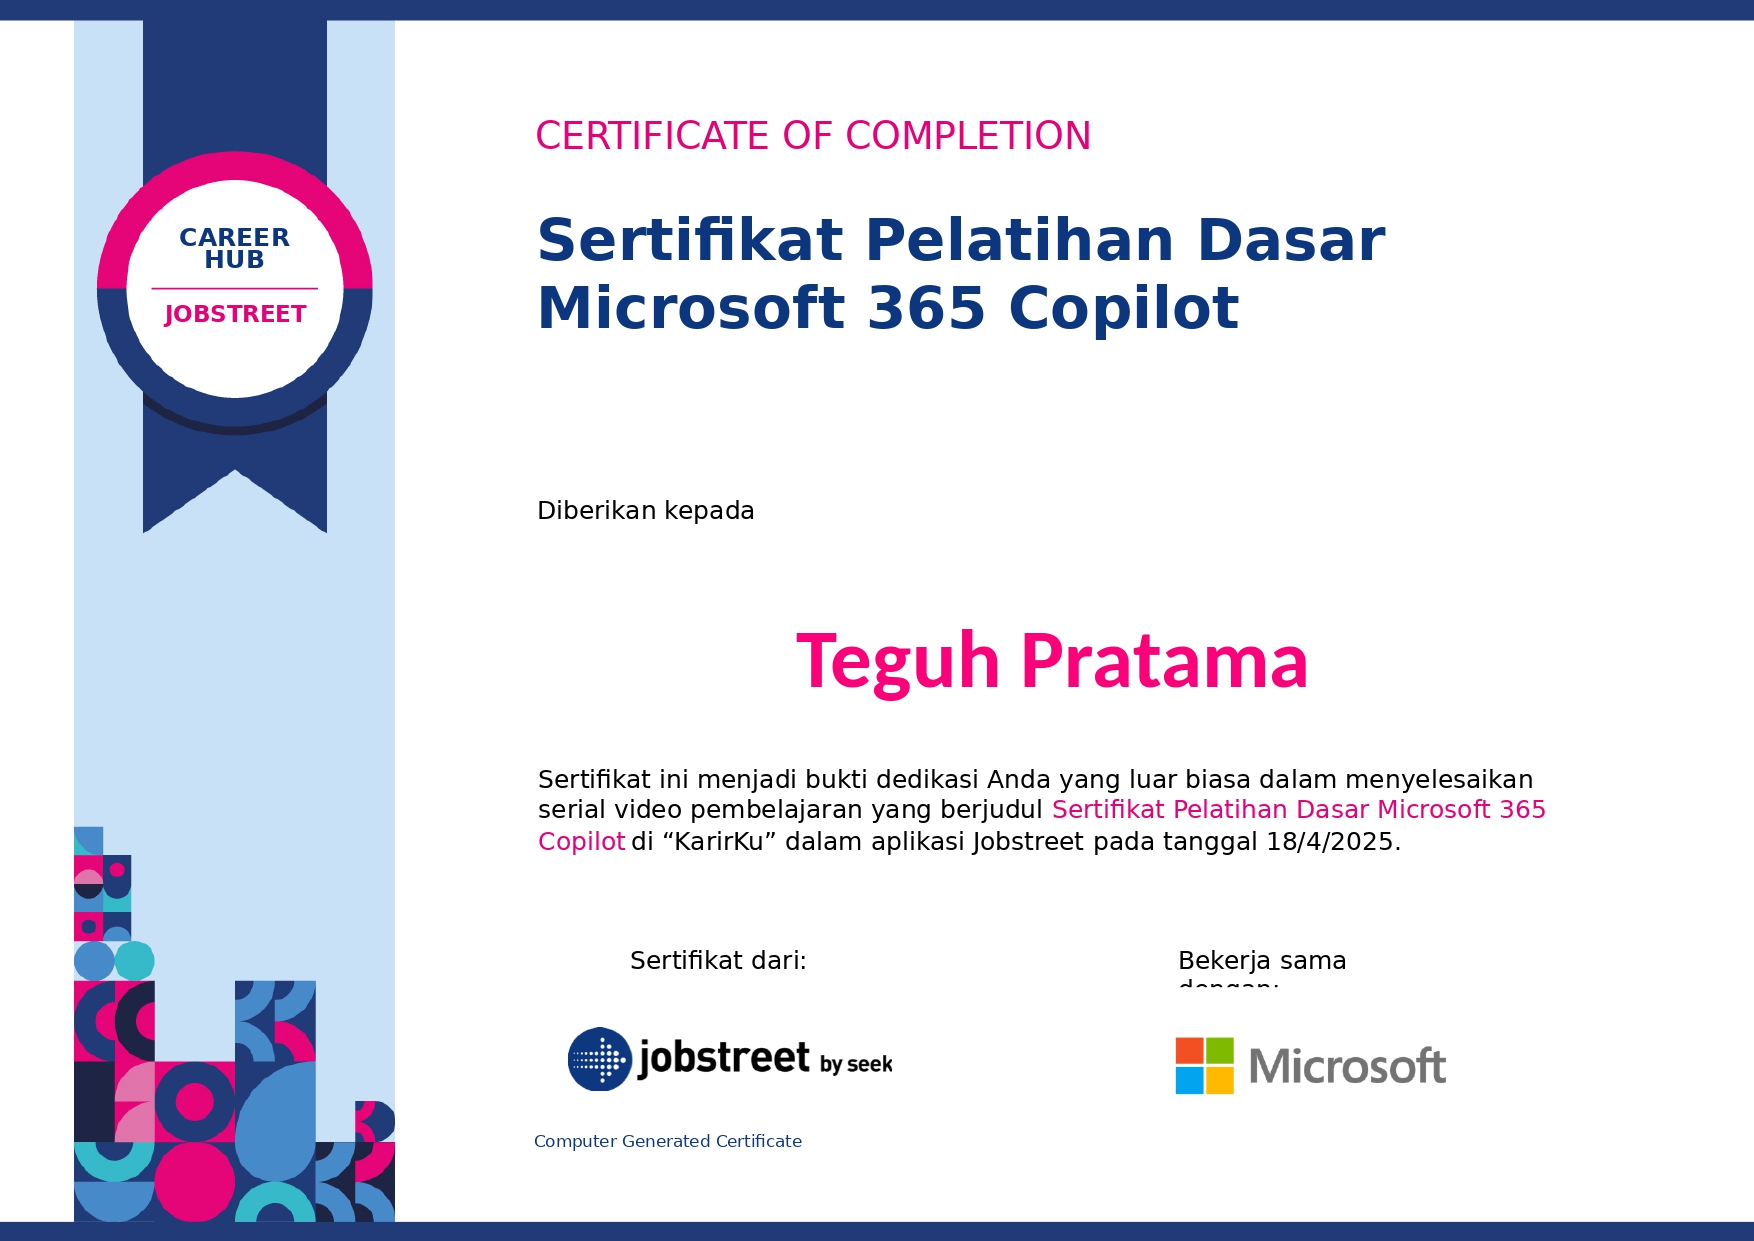 CAREER
HUB
JOBSTREET
CERTIFICATE OF COMPLETION
Sertifikat Pelatihan Dasar
Microsoft 365 Copilot
Diberikan kepada
Teguh Pratama
Sertifikat ini menjadi bukti dedikasi Anda yang luar biasa dalam menyelesaikan
serial video pembelajaran yang berjudul Sertifikat Pelatihan Dasar Microsoft 365
Copilot di “KarirKu” dalam aplikasi Jobstreet pada tanggal 18/4/2025.
Sertifikat dari:
Bekerja sama
dengan:
jobstreet by seek
Microsoft
Computer Generated Certificate